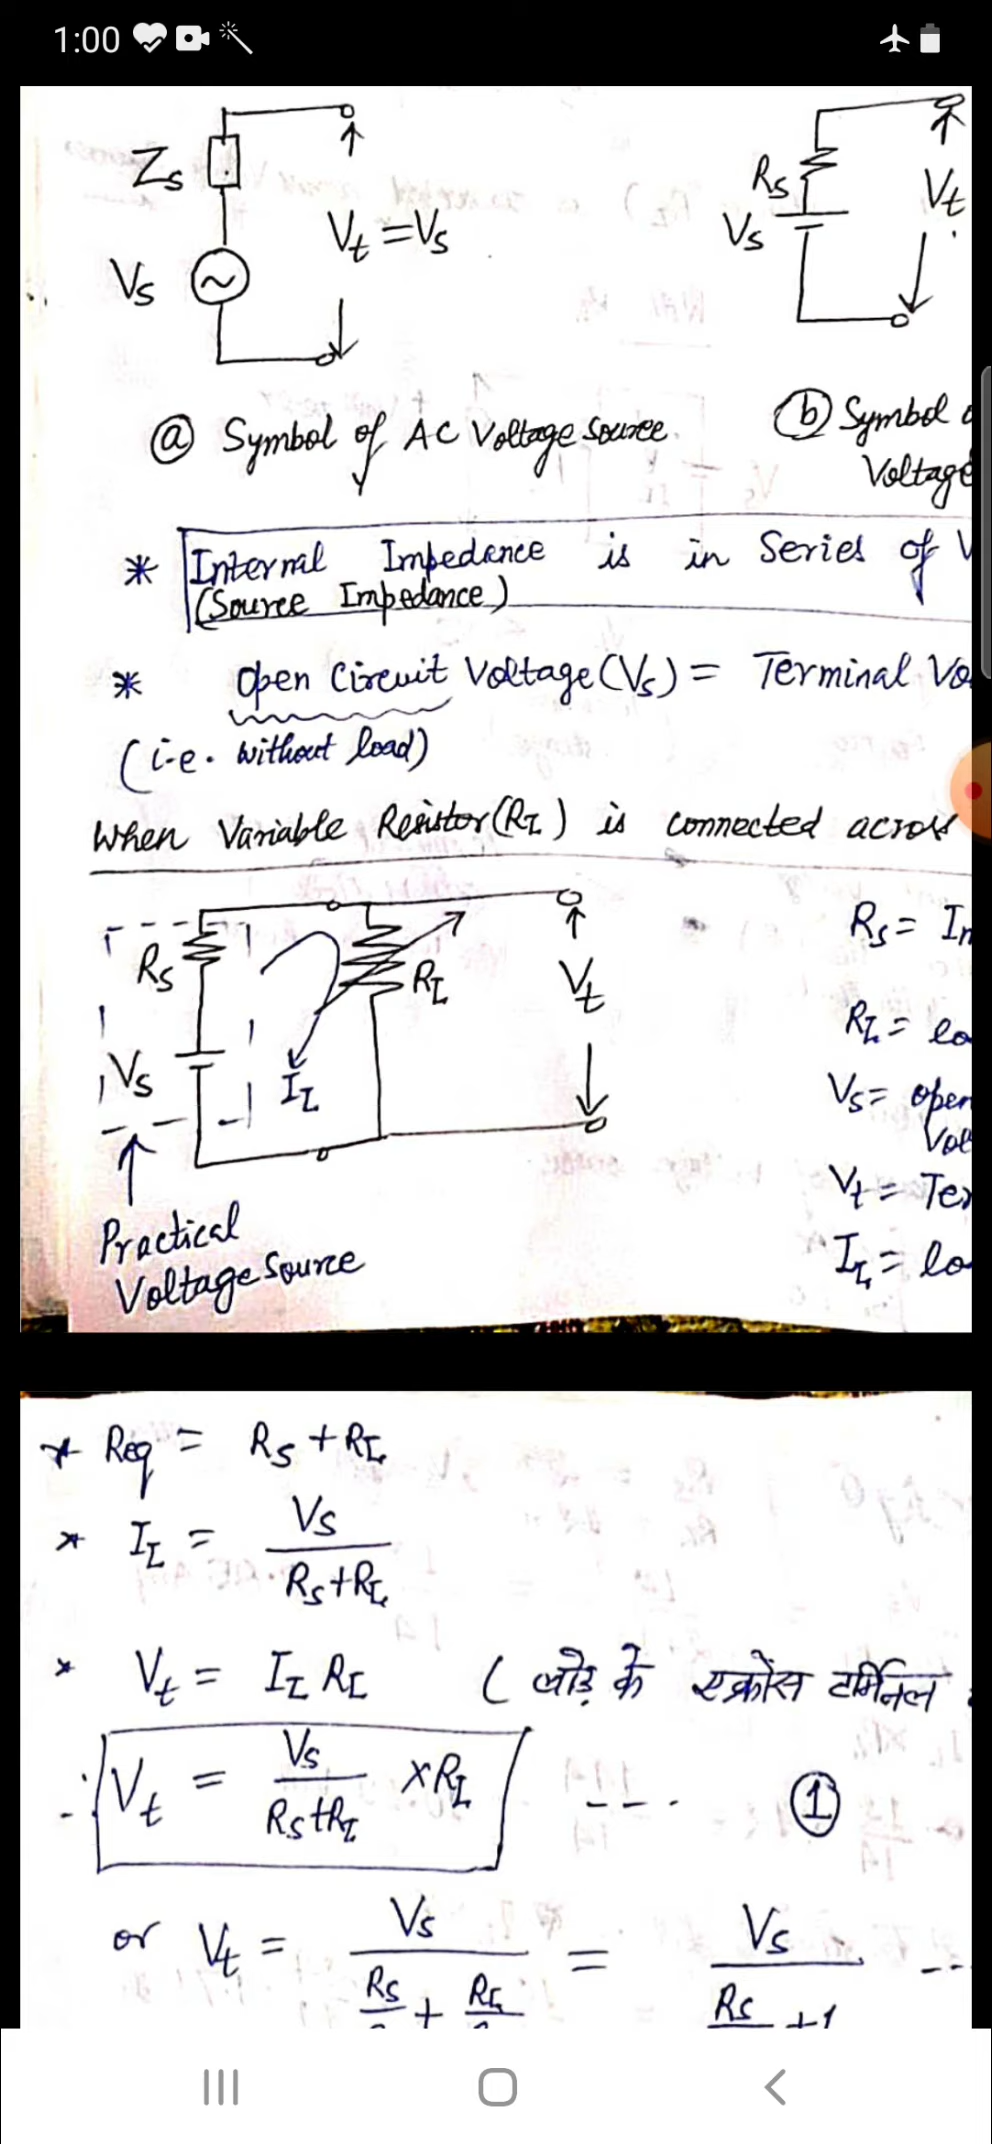 1:00
Zs
Vs
Vt = Vs
Rs
Vs
Vt
ⓐ Symbol of AC Voltage source.
ⓑ Symbol
Voltage
* Internal Impedence is in Series of V
(Source Impedance)
* Open Circuit Voltage (Vs) = Terminal Vo
(i.e. without load)
When Variable Resistor (RL) is connected across
Rs
Vs
IL
RL
Vt
Practical
Voltage Source
Rs = In
RL = lo
Vs = open
Vol
Vt = Ter
IL = lo
* Req = Rs + RL
* IL = Vs / Rs+RL
* Vt = IL RL ( लोड के एक्रोस टर्मिनल
∴ Vt = Vs / Rs+RL × RL --- ①
or Vt = Vs / Rs + RL = Vs / Rs +1 --